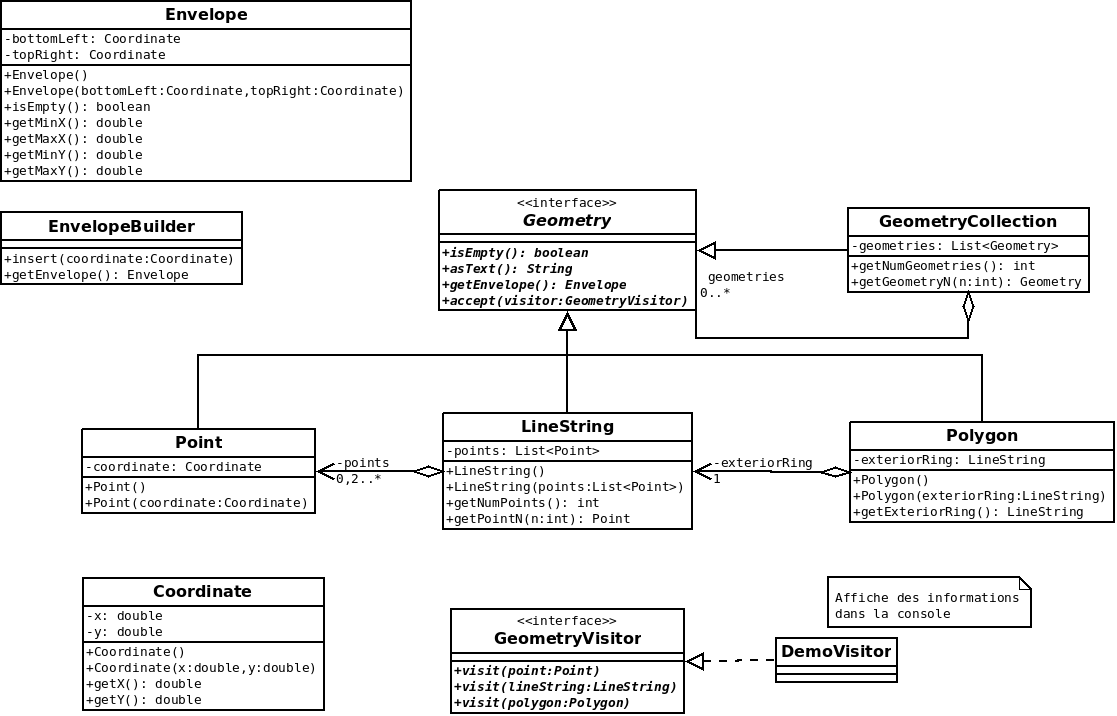 Envelope
-bottomLeft: Coordinate
-topRight: Coordinate
+Envelope()
+Envelope(bottomLeft:Coordinate,topRight:Coordinate)
+isEmpty(): boolean
+getMinX(): double
+getMaxX(): double
+getMinY(): double
+getMaxY(): double
EnvelopeBuilder
+insert(coordinate:Coordinate)
+getEnvelope(): Envelope
<<interface>>
Geometry
+isEmpty(): boolean
+asText(): String
+getEnvelope(): Envelope
+accept(visitor:GeometryVisitor)
geometries
0..*
GeometryCollection
-geometries: List<Geometry>
+getNumGeometries(): int
+getGeometryN(n:int): Geometry
Point
-coordinate: Coordinate
+Point()
+Point(coordinate:Coordinate)
-points
0,2..*
LineString
-points: List<Point>
+LineString()
+LineString(points:List<Point>)
+getNumPoints(): int
+getPointN(n:int): Point
-exteriorRing
1
Polygon
-exteriorRing: LineString
+Polygon()
+Polygon(exteriorRing:LineString)
+getExteriorRing(): LineString
Coordinate
-x: double
-y: double
+Coordinate()
+Coordinate(x:double,y:double)
+getX(): double
+getY(): double
<<interface>>
GeometryVisitor
+visit(point:Point)
+visit(lineString:LineString)
+visit(polygon:Polygon)
Affiche des informations
dans la console
DemoVisitor